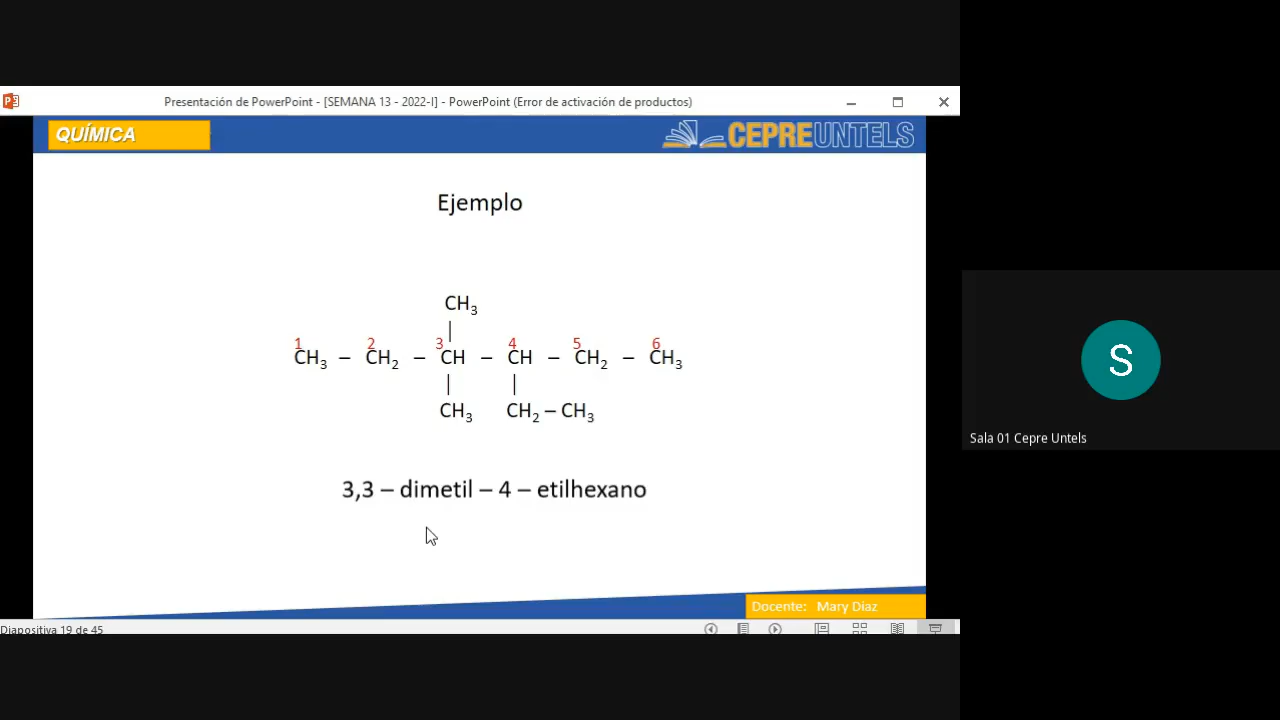 Presentación de PowerPoint - [SEMANA 13 - 2022-I] - PowerPoint (Error de activación de productos)
QUÍMICA
CEPREUNTELS
Ejemplo
CH₃
|
1 2 3 4 5 6
CH₃ – CH₂ – CH – CH – CH₂ – CH₃
| |
CH₃ CH₂ – CH₃
3,3 – dimetil – 4 – etilhexano
S
Sala 01 Cepre Untels
Docente: Mary Diaz
Diapositiva 19 de 45